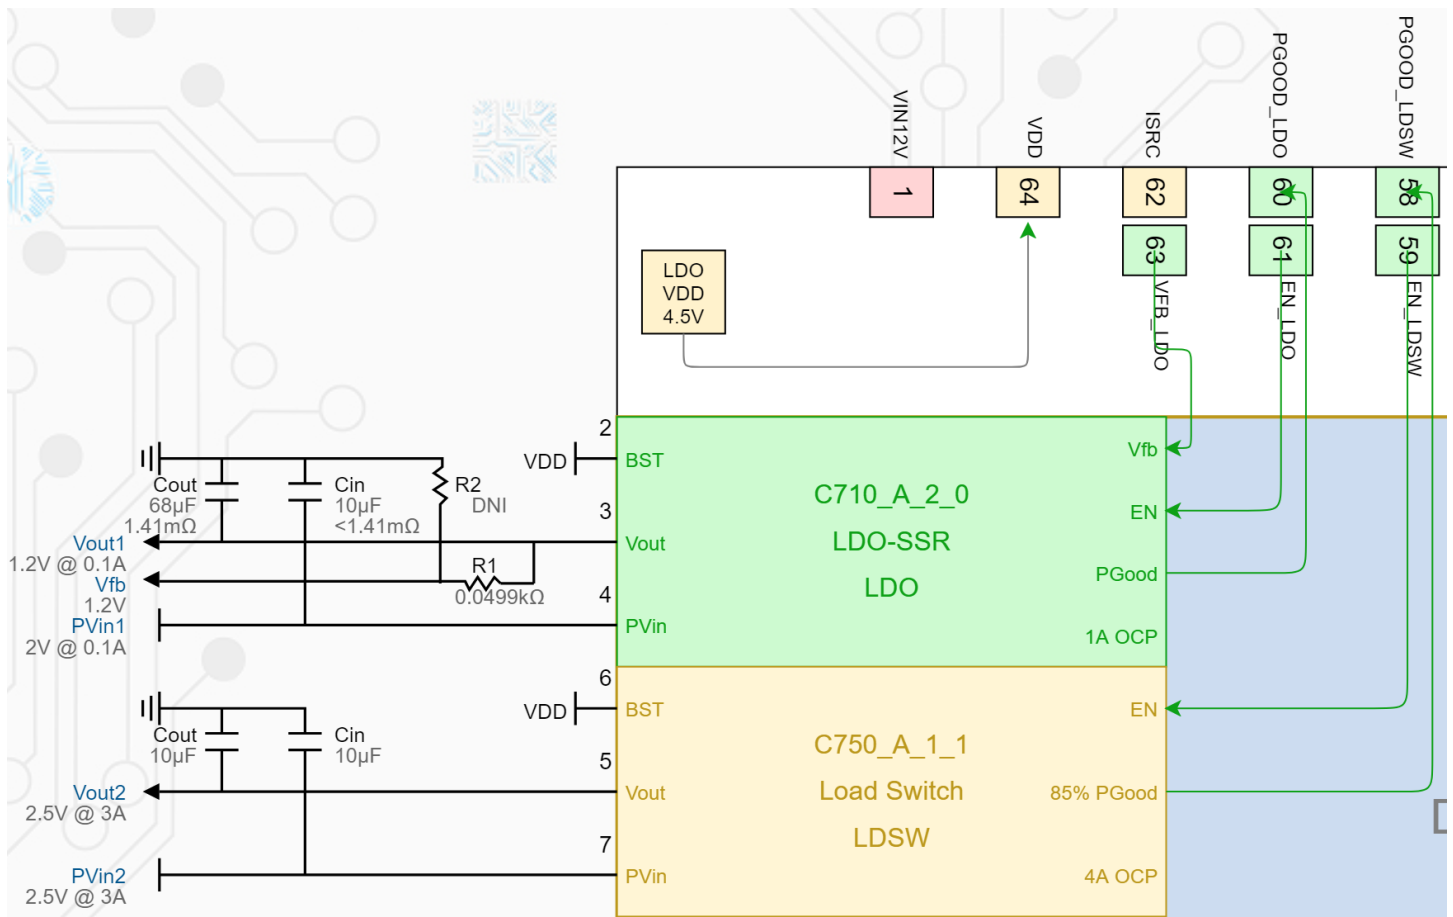 VIN12V
VDD
ISRC
PGOOD_LDO
PGOOD_LDSW
1
64
62
60
58
63
61
59
VFB_LDO
EN_LDO
EN_LDSW
LDO
VDD
4.5V
2
VDD
BST
Vfb
Cout
68µF
1.41mΩ
Cin
10µF
<1.41mΩ
R2
DNI
C710_A_2_0
LDO-SSR
LDO
3
EN
Vout1
1.2V @ 0.1A
Vout
Vfb
1.2V
R1
0.0499kΩ
PGood
4
PVin1
2V @ 0.1A
PVin
1A OCP
6
VDD
BST
EN
Cout
10µF
Cin
10µF
C750_A_1_1
Load Switch
LDSW
5
Vout2
2.5V @ 3A
Vout
85% PGood
7
PVin2
2.5V @ 3A
PVin
4A OCP